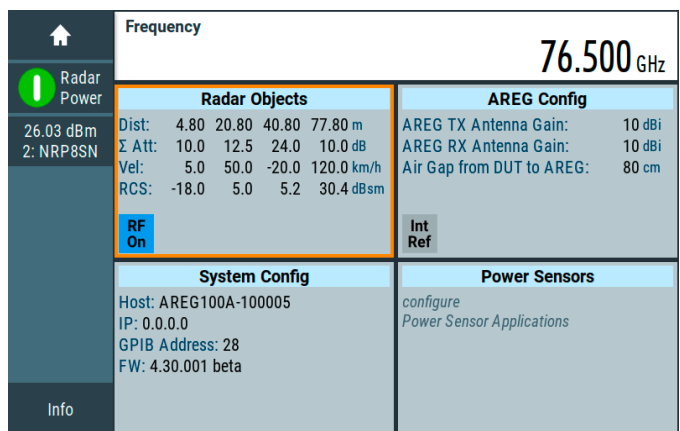 Frequency
76.500 GHz
Radar
Power
26.03 dBm
2: NRP8SN
Radar Objects
Dist: 4.80 20.80 40.80 77.80 m
Σ Att: 10.0 12.5 24.0 10.0 dB
Vel: 5.0 50.0 -20.0 120.0 km/h
RCS: -18.0 5.0 5.2 30.4 dBsm
RF
On
AREG Config
AREG TX Antenna Gain: 10 dBi
AREG RX Antenna Gain: 10 dBi
Air Gap from DUT to AREG: 80 cm
Int
Ref
System Config
Host: AREG100A-100005
IP: 0.0.0.0
GPIB Address: 28
FW: 4.30.001 beta
Power Sensors
configure
Power Sensor Applications
Info